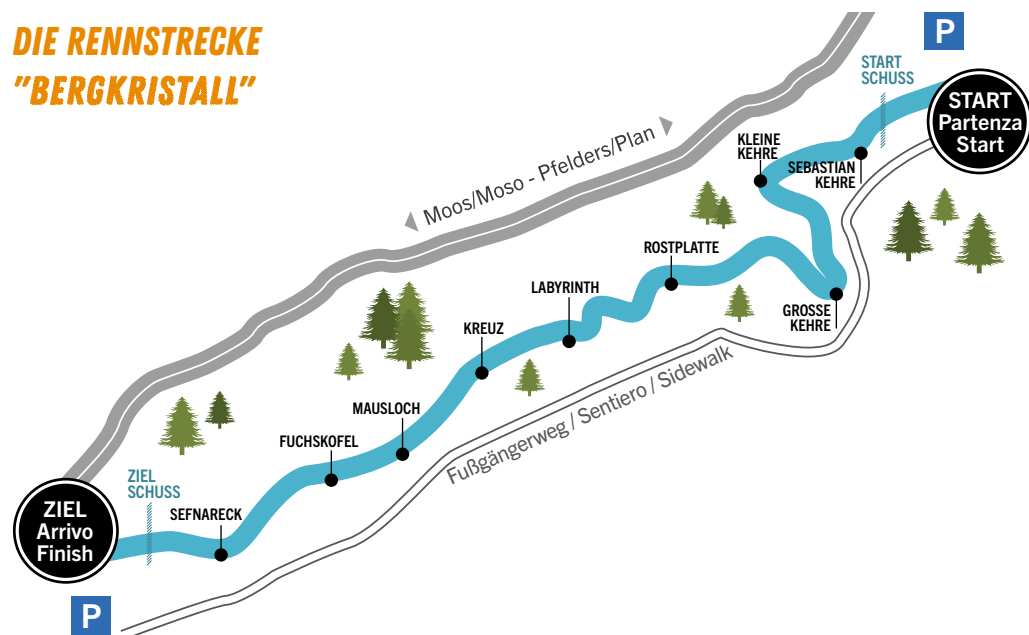 DIE RENNSTRECKE
"BERGKRISTALL"
P
START
SCHUSS
START
Partenza
Start
KLEINE
KEHRE
SEBASTIAN
KEHRE
Moos/Moso - Pfelders/Plan
ROSTPLATTE
LABYRINTH
GROSSE
KEHRE
KREUZ
Fußgängerweg / Sentiero / Sidewalk
MAUSLOCH
FUCHSKOFEL
ZIEL
SCHUSS
SEFNARECK
ZIEL
Arrivo
Finish
P